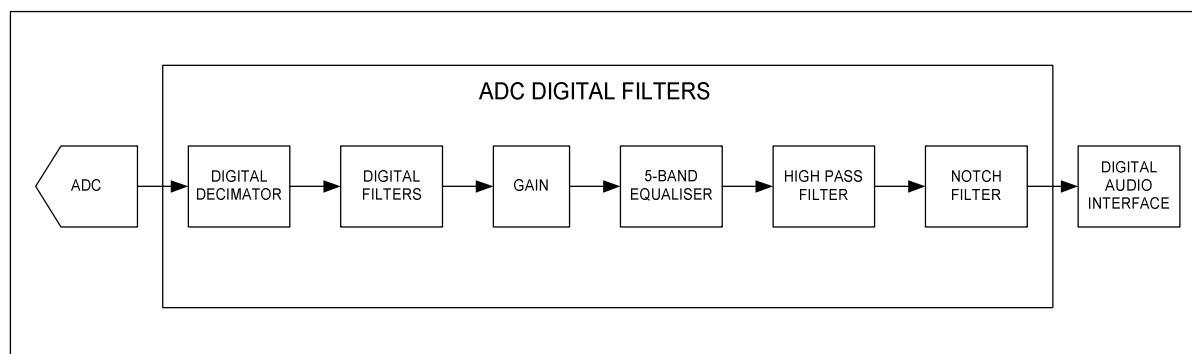 ADC DIGITAL FILTERS
ADC
DIGITAL
DECIMATOR
DIGITAL
FILTERS
GAIN
5-BAND
EQUALISER
HIGH PASS
FILTER
NOTCH
FILTER
DIGITAL
AUDIO
INTERFACE